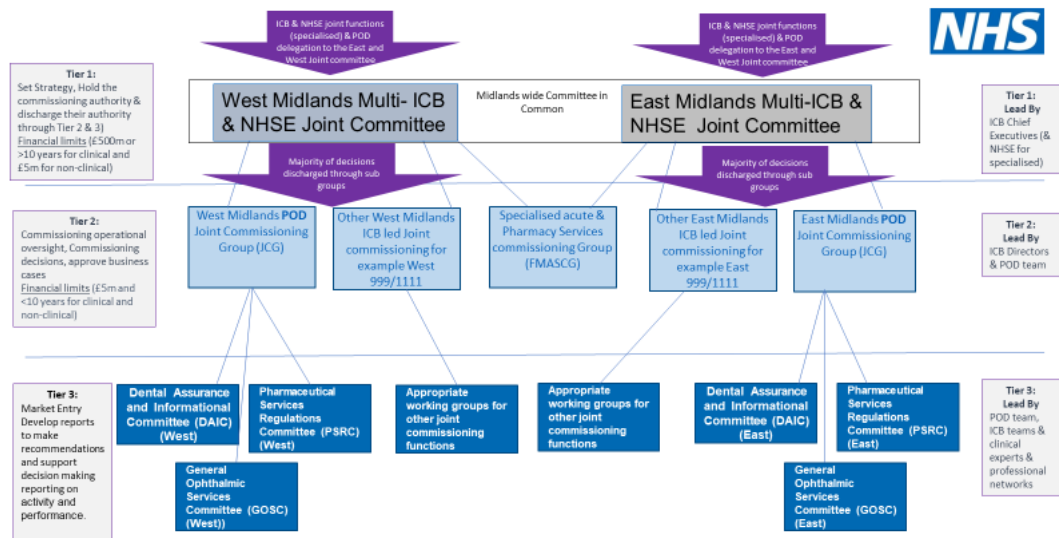 ICB & NHSE joint functions
(specialised) & POD
delegation to the East and
West Joint committee
ICB & NHSE joint functions
(specialised) & POD
delegation to the East and
West Joint committee
NHS
Tier 1:
Set Strategy, Hold the
commissioning authority &
discharge their authority
through Tier 2 & 3)
Financial limits (£500m or
>10 years for clinical and
£5m for non-clinical)
West Midlands Multi- ICB
& NHSE Joint Committee
Midlands wide Committee in
Common
East Midlands Multi-ICB &
NHSE Joint Committee
Tier 1:
Lead By
ICB Chief
Executives (&
NHSE for
specialised)
Majority of decisions
discharged through sub
groups
Majority of decisions
discharged through sub
groups
Tier 2:
Commissioning operational
oversight, Commissioning
decisions, approve business
cases
Financial limits (£5m and
<10 years for clinical and
non-clinical)
West Midlands POD
Joint Commissioning
Group (JCG)
Other West Midlands
ICB led Joint
commissioning for
example West
999/1111
Specialised acute &
Pharmacy Services
commissioning Group
(FMASCG)
Other East Midlands
ICB led Joint
commissioning for
example East
999/1111
East Midlands POD
Joint Commissioning
Group (JCG)
Tier 2:
Lead By
ICB Directors
& POD team
Tier 3:
Market Entry
Develop reports to
make
recommendations
and support
decision making
reporting on
activity and
performance.
Dental Assurance
and Informational
Committee (DAIC)
(West)
Pharmaceutical
Services
Regulations
Committee (PSRC)
(West)
Appropriate
working groups for
other joint
commissioning
functions
Appropriate
working groups for
other joint
commissioning
functions
Dental Assurance
and Informational
Committee (DAIC)
(East)
Pharmaceutical
Services
Regulations
Committee (PSRC)
(East)
Tier 3:
Lead By
POD team,
ICB teams &
clinical
experts &
professional
networks
General
Ophthalmic
Services
Committee (GOSC)
(West))
General
Ophthalmic
Services
Committee (GOSC)
(East)